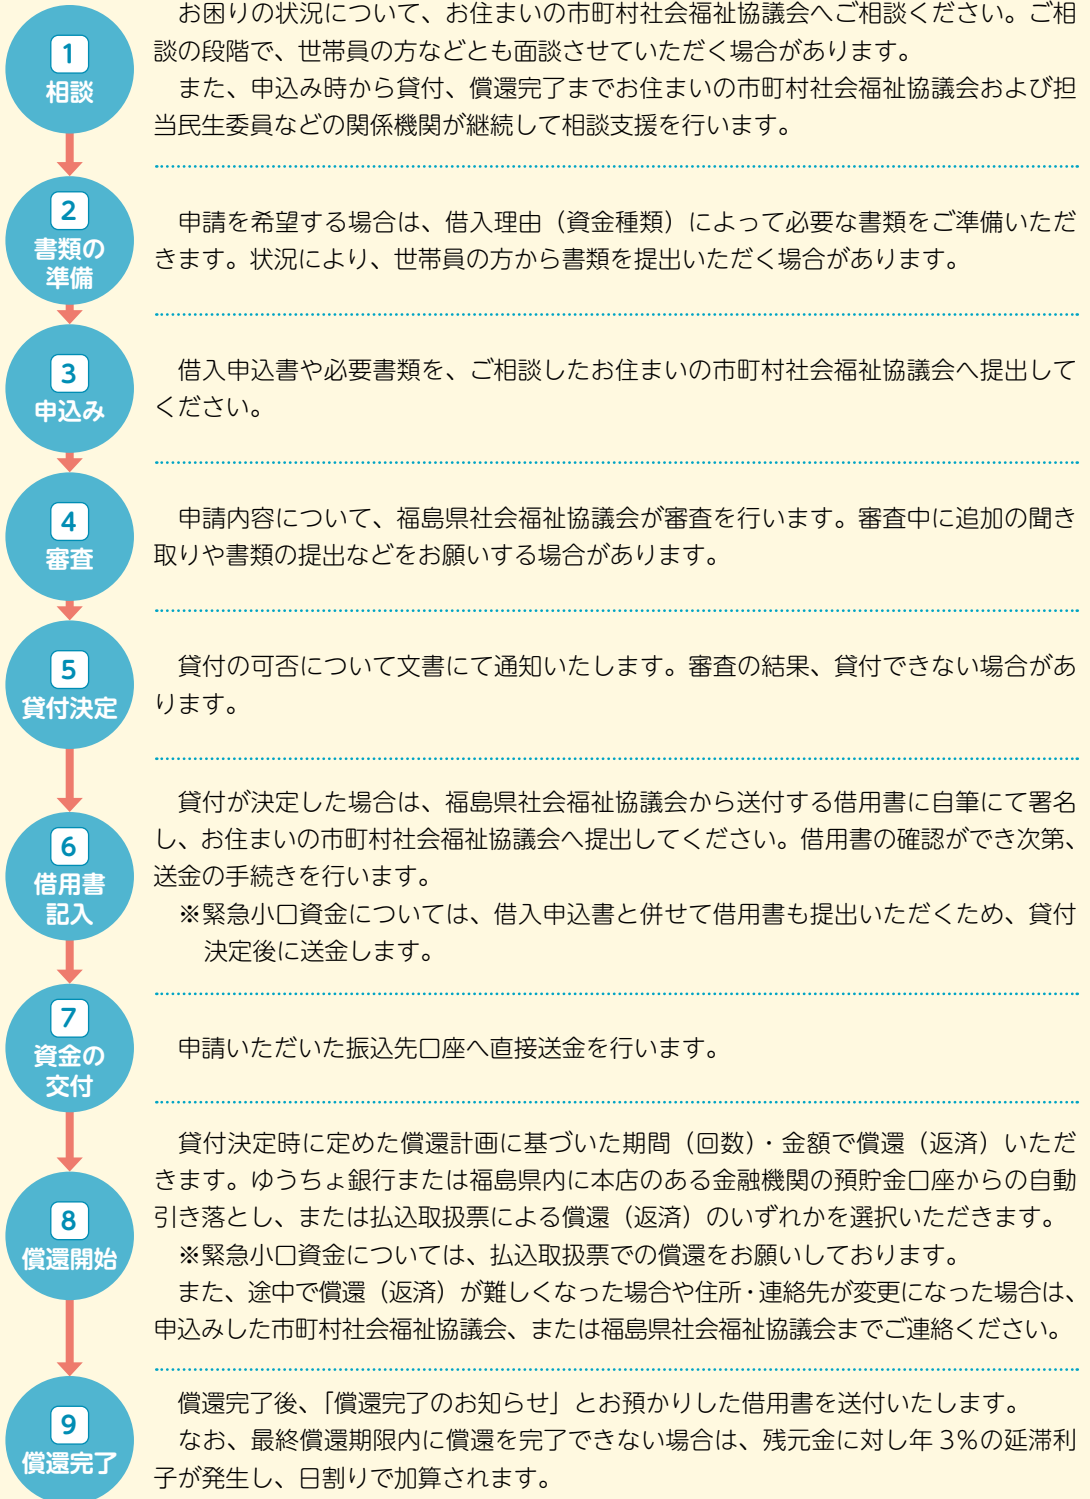 1
相談
お困りの状況について、お住まいの市町村社会福祉協議会へご相談ください。ご相
談の段階で、世帯員の方などとも面談させていただく場合があります。
また、申込み時から貸付、償還完了までお住まいの市町村社会福祉協議会および担
当民生委員などの関係機関が継続して相談支援を行います。
2
書類の
準備
申請を希望する場合は、借入理由（資金種類）によって必要な書類をご準備いただ
きます。状況により、世帯員の方から書類を提出いただく場合があります。
3
申込み
借入申込書や必要書類を、ご相談したお住まいの市町村社会福祉協議会へ提出して
ください。
4
審査
申請内容について、福島県社会福祉協議会が審査を行います。審査中に追加の聞き
取りや書類の提出などをお願いする場合があります。
5
貸付決定
貸付の可否について文書にて通知いたします。審査の結果、貸付できない場合があ
ります。
6
借用書
記入
貸付が決定した場合は、福島県社会福祉協議会から送付する借用書に自筆にて署名
し、お住まいの市町村社会福祉協議会へ提出してください。借用書の確認ができ次第、
送金の手続きを行います。
※緊急小口資金については、借入申込書と併せて借用書も提出いただくため、貸付
決定後に送金します。
7
資金の
交付
申請いただいた振込先口座へ直接送金を行います。
8
償還開始
貸付決定時に定めた償還計画に基づいた期間（回数）・金額で償還（返済）いただ
きます。ゆうちょ銀行または福島県内に本店のある金融機関の預貯金口座からの自動
引き落とし、または払込取扱票による償還（返済）のいずれかを選択いただきます。
※緊急小口資金については、払込取扱票での償還をお願いしております。
また、途中で償還（返済）が難しくなった場合や住所・連絡先が変更になった場合は、
申込みした市町村社会福祉協議会、または福島県社会福祉協議会までご連絡ください。
9
償還完了
償還完了後、「償還完了のお知らせ」とお預かりした借用書を送付いたします。
なお、最終償還期限内に償還を完了できない場合は、残元金に対し年3%の延滞利
子が発生し、日割りで加算されます。